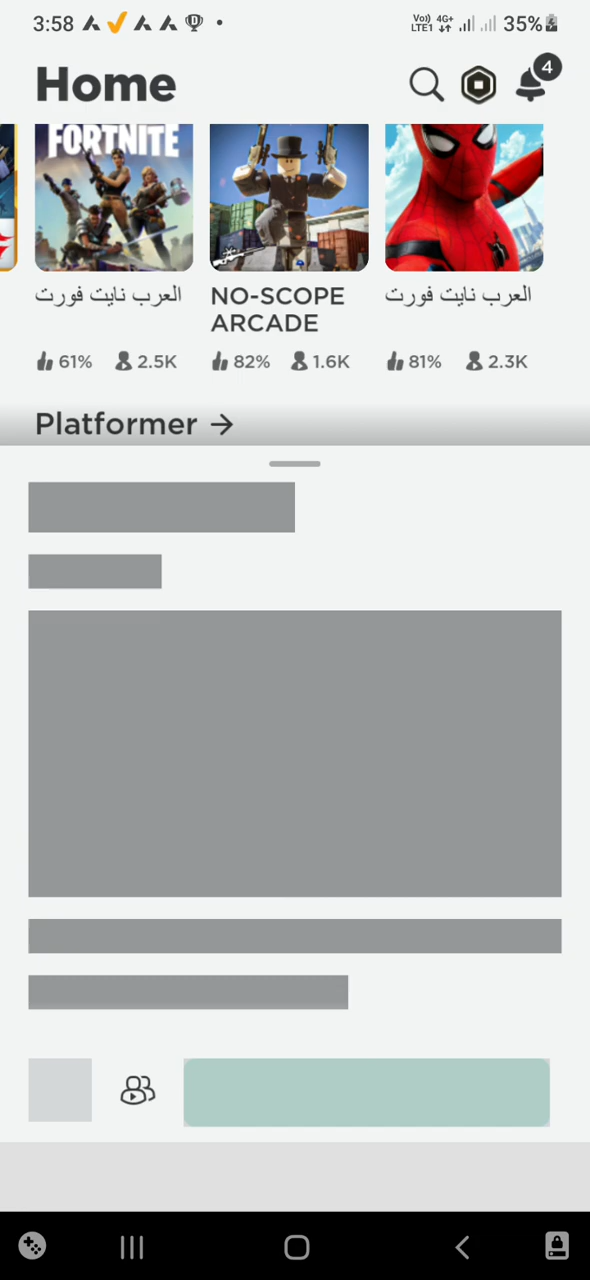 3:58
Vo)) 4G+
LTE1
35%
Home
4
FORTNITE
العرب نايت فورت
NO-SCOPE
ARCADE
العرب نايت فورت
61% 2.5K
82% 1.6K
81% 2.3K
Platformer →